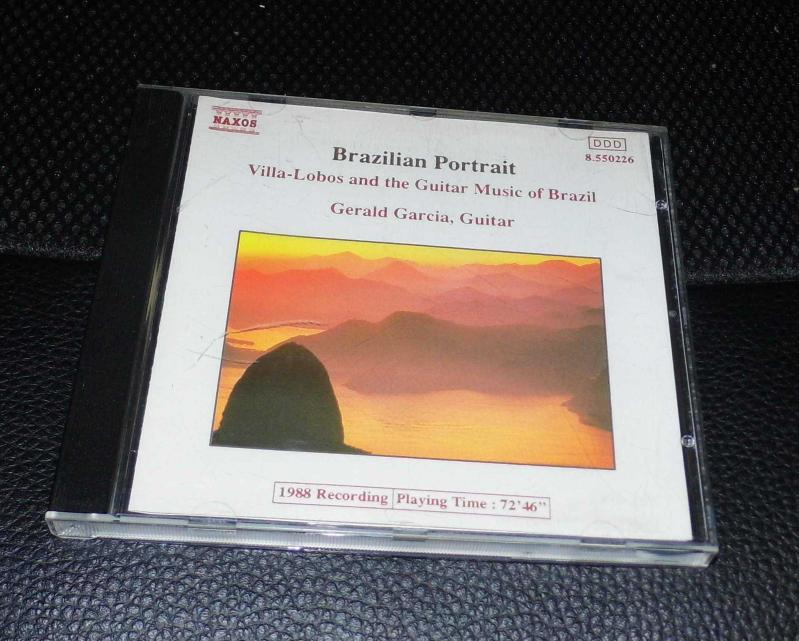 NAXOS
DDD
8.550226
Brazilian Portrait
Villa-Lobos and the Guitar Music of Brazil
Gerald Garcia, Guitar
1988 Recording Playing Time : 72'46"